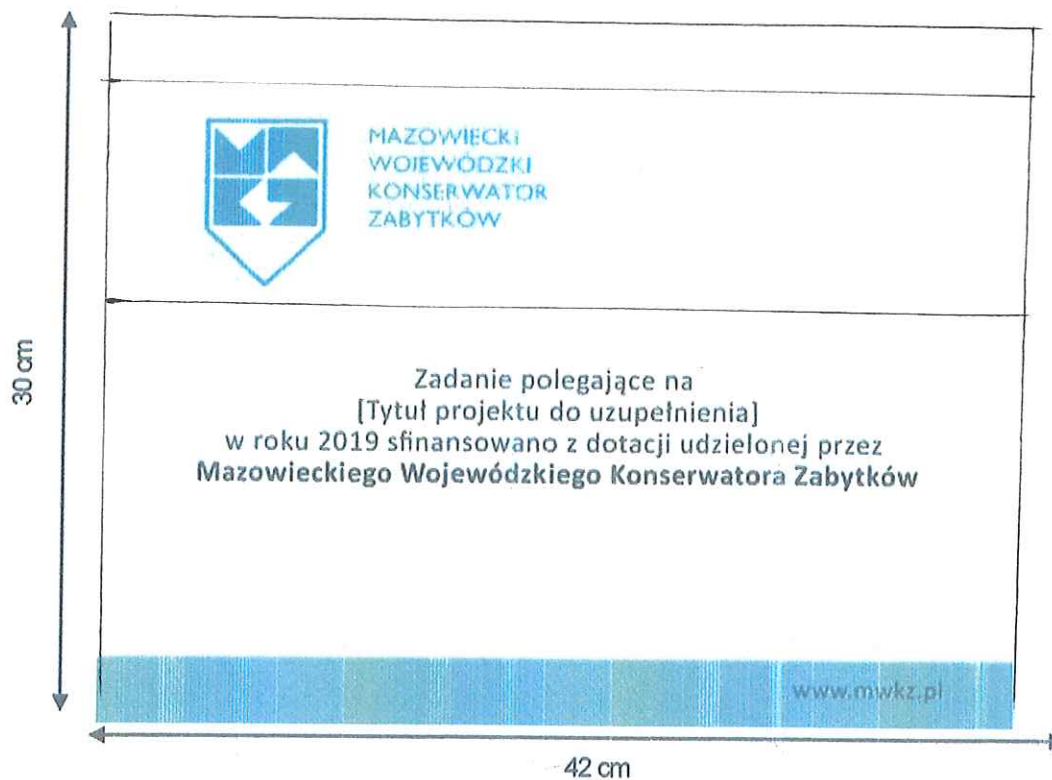 MAZOWIECKI
WOJEWÓDZKI
KONSERWATOR
ZABYTKÓW
30 cm
Zadanie polegające na
[Tytuł projektu do uzupełnienia]
w roku 2019 sfinansowano z dotacji udzielonej przez
Mazowieckiego Wojewódzkiego Konserwatora Zabytków
www.mwkz.pl
42 cm